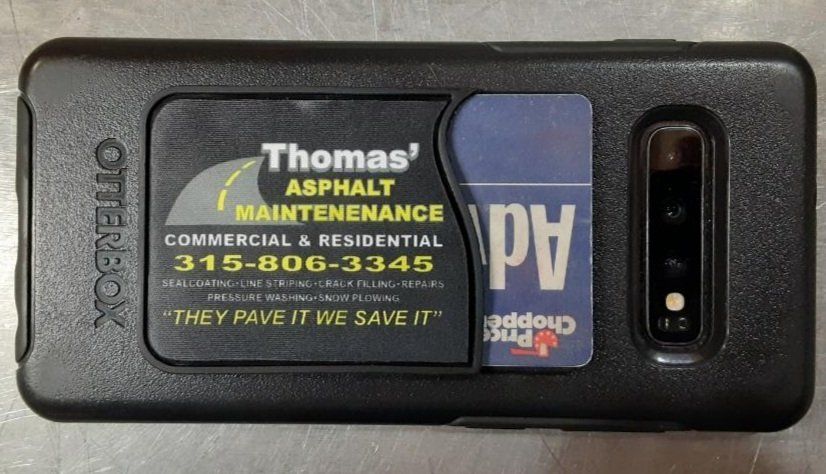 OTTERBOX
Thomas'
ASPHALT
MAINTENENANCE
COMMERCIAL & RESIDENTIAL
315-806-3345
SEALCOATING•LINE STRIPING•CRACK FILLING•REPAIRS
PRESSURE WASHING•SNOW PLOWING
“THEY PAVE IT WE SAVE IT”
Adv
Price
Chopper